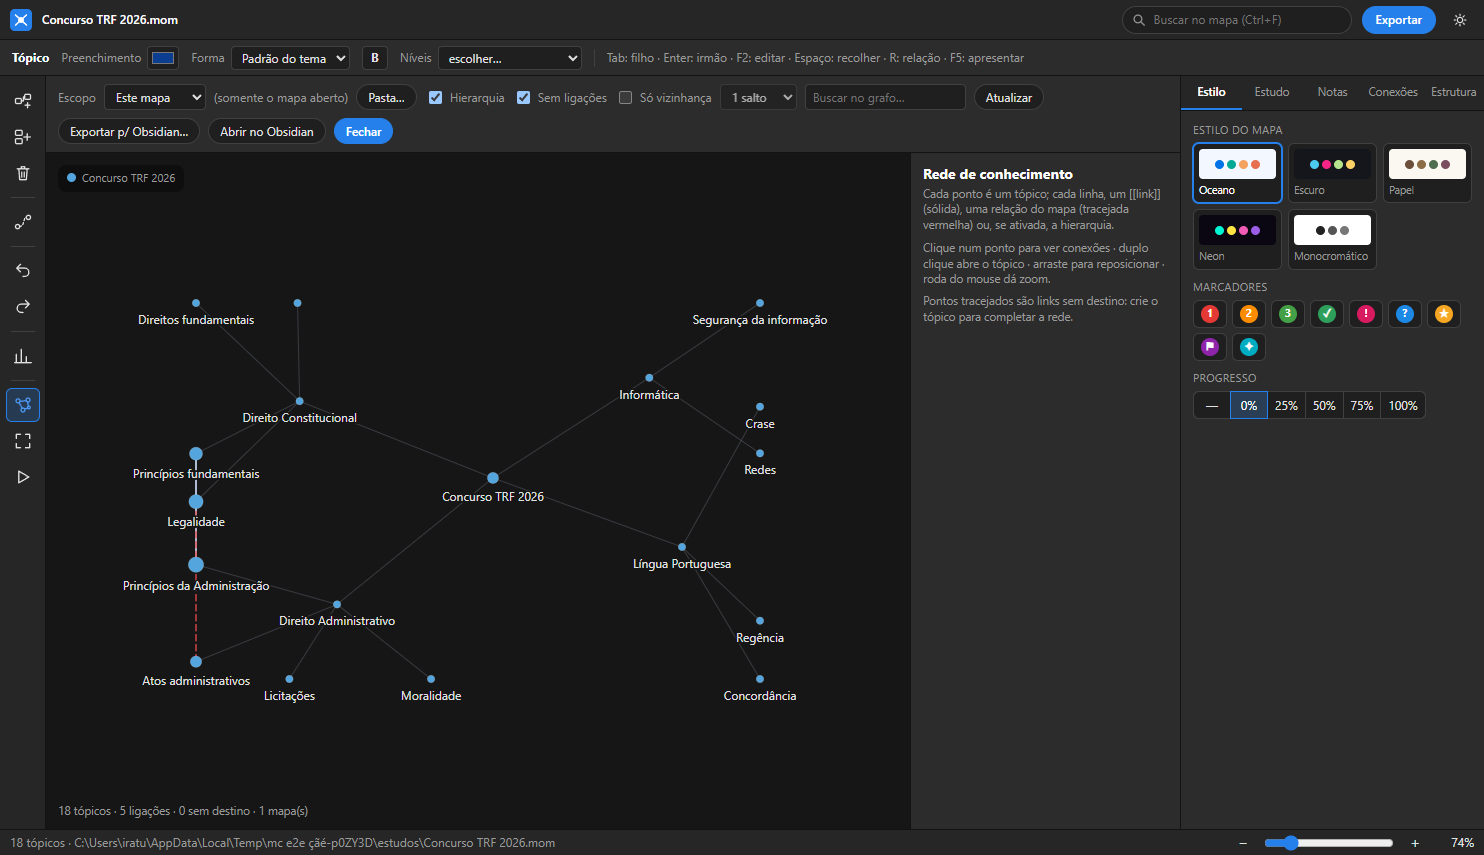 Concurso TRF 2026.mom
Buscar no mapa (Ctrl+F)
Exportar
Tópico Preenchimento Forma Padrão do tema B Níveis escolher... Tab: filho · Enter: irmão · F2: editar · Espaço: recolher · R: relação · F5: apresentar
Escopo Este mapa (somente o mapa aberto) Pasta... Hierarquia Sem ligações Só vizinhança 1 salto Buscar no grafo... Atualizar
Exportar p/ Obsidian... Abrir no Obsidian Fechar
Concurso TRF 2026
Direitos fundamentais
Segurança da informação
Informática
Direito Constitucional
Crase
Princípios fundamentais
Redes
Concurso TRF 2026
Legalidade
Língua Portuguesa
Princípios da Administração
Direito Administrativo
Regência
Atos administrativos
Licitações
Moralidade
Concordância
18 tópicos · 5 ligações · 0 sem destino · 1 mapa(s)
Rede de conhecimento
Cada ponto é um tópico; cada linha, um [[link]]
(sólida), uma relação do mapa (tracejada
vermelha) ou, se ativada, a hierarquia.
Clique num ponto para ver conexões · duplo
clique abre o tópico · arraste para reposicionar ·
roda do mouse dá zoom.
Pontos tracejados são links sem destino: crie o
tópico para completar a rede.
Estilo Estudo Notas Conexões Estrutura
ESTILO DO MAPA
Oceano Escuro Papel
Neon Monocromático
MARCADORES
1 2 3 ✓ ! ? ★
PROGRESSO
— 0% 25% 50% 75% 100%
18 tópicos · C:\Users\iratu\AppData\Local\Temp\mc e2e çãé-p0ZY3D\estudos\Concurso TRF 2026.mom
− + 74%